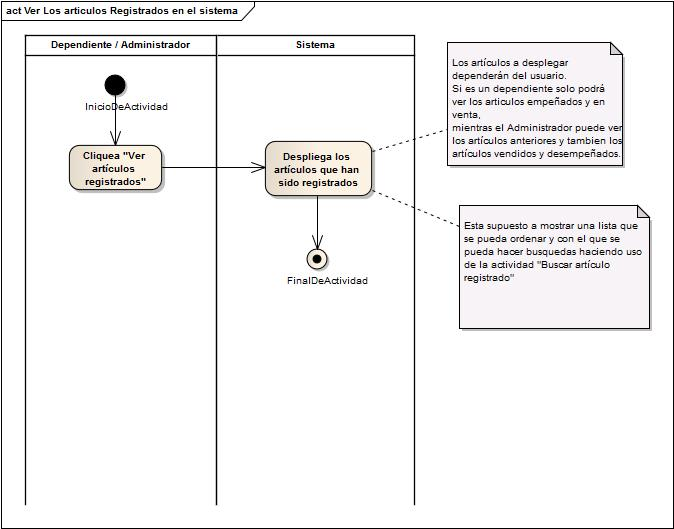 act Ver Los articulos Registrados en el sistema
Dependiente / Administrador
Sistema
InicioDeActividad
Cliquea "Ver
artículos
registrados"
Despliega los
artículos que han
sido registrados
FinalDeActividad
Los artículos a desplegar
dependerán del usuario.
Si es un dependiente solo podrá
ver los articulos empeñados y en
venta,
mientras el Administrador puede ver
los artículos anteriores y tambien los
artículos vendidos y desempeñados.
Esta supuesto a mostrar una lista que
se pueda ordenar y con el que se
pueda hacer busquedas haciendo uso
de la actividad "Buscar artículo
registrado"